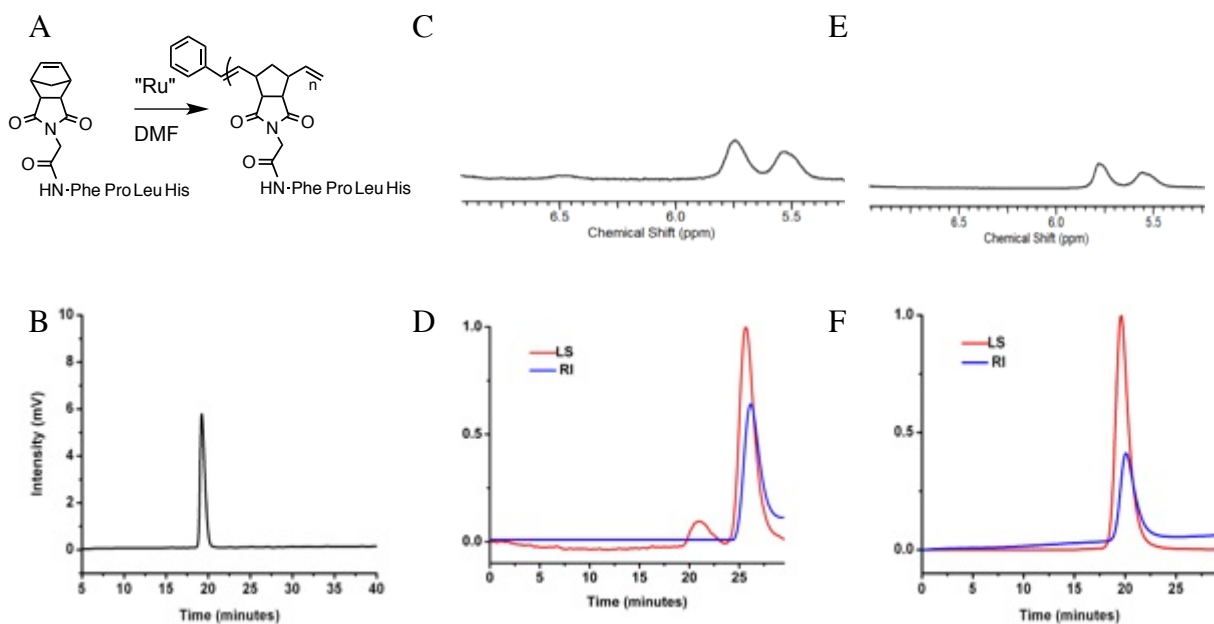 A
"Ru"
DMF
n
O
N
O
O
HN-Phe Pro Leu His
O
N
O
O
HN-Phe Pro Leu His
C
6.5
6.0
5.5
Chemical Shift (ppm)
E
6.5
6.0
5.5
Chemical Shift (ppm)
B
10
8
6
4
2
0
Intensity (mV)
5
10
15
20
25
30
35
40
Time (minutes)
D
1.0
0.5
0.0
LS
RI
0
5
10
15
20
25
Time (minutes)
F
1.0
0.5
0.0
LS
RI
0
5
10
15
20
25
Time (minutes)